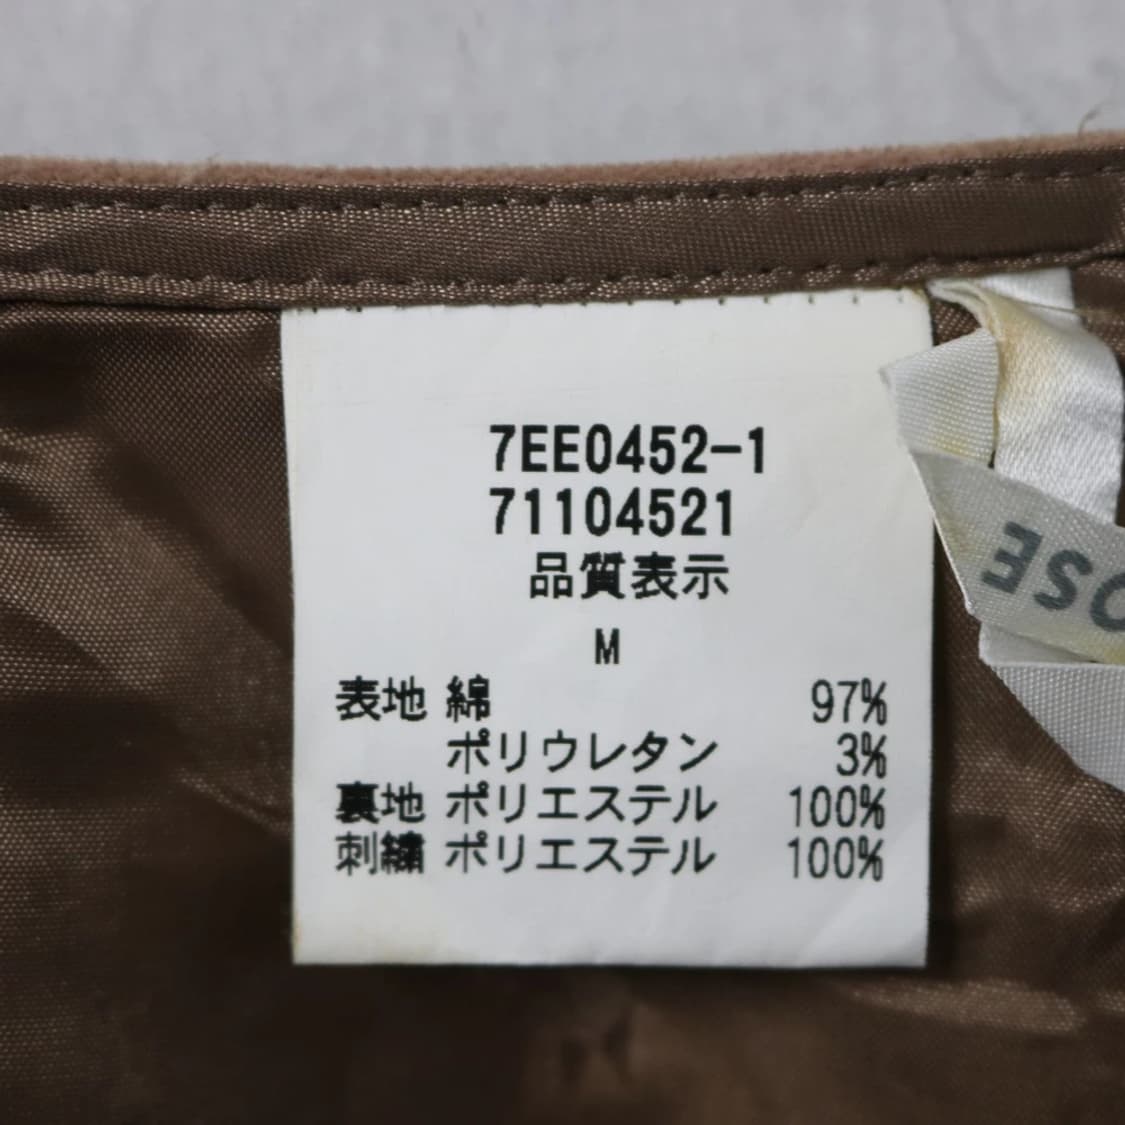 7EE0452-1
71104521
品質表示
M
表地 綿 97%
ポリウレタン 3%
裏地 ポリエステル 100%
刺繍 ポリエステル 100%